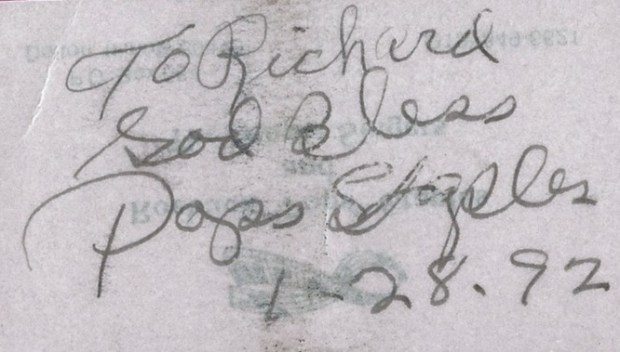 To Richard
God Bless
Pops Staples
1-28.92